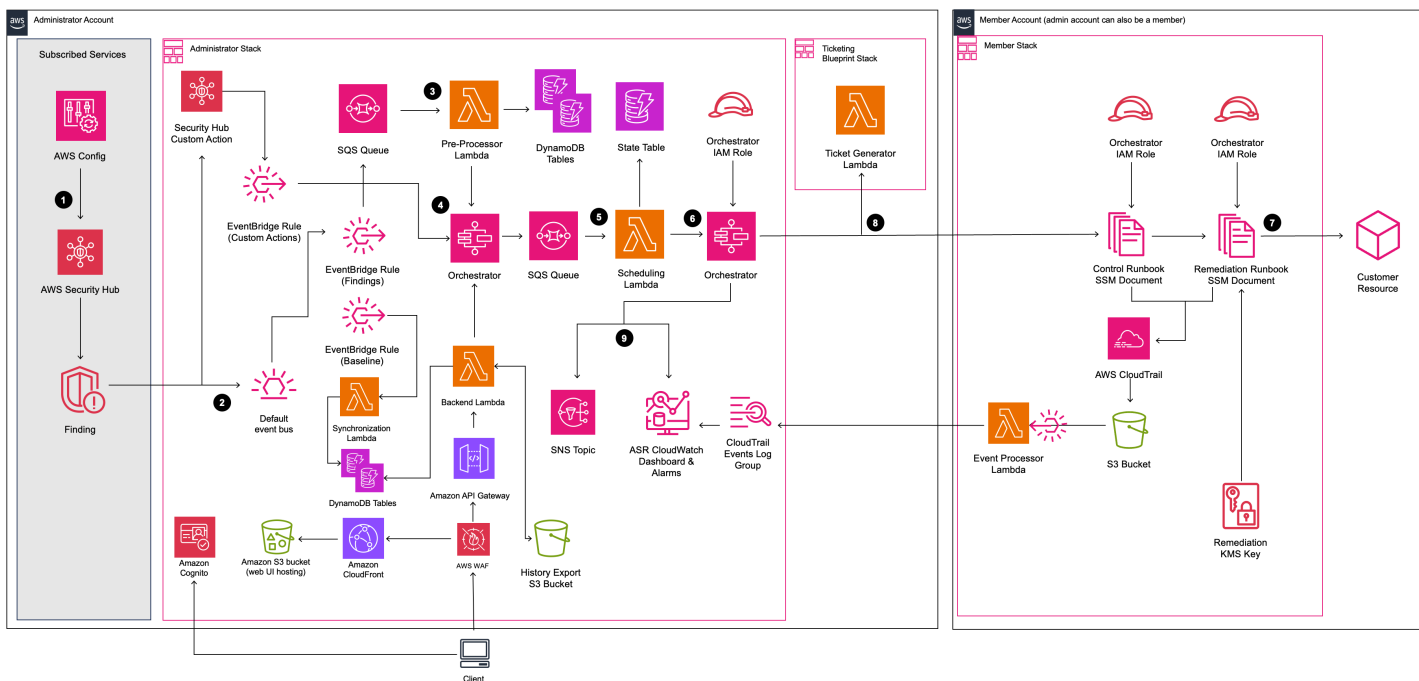 aws
Administrator Account
Subscribed Services
AWS Config
1
AWS Security Hub
Finding
2
Administrator Stack
Security Hub
Custom Action
EventBridge Rule
(Custom Actions)
SQS Queue
3
Pre-Processor
Lambda
DynamoDB
Tables
State Table
Orchestrator
IAM Role
EventBridge Rule
(Findings)
4
Orchestrator
SQS Queue
5
Scheduling
Lambda
6
Orchestrator
EventBridge Rule
(Baseline)
Default
event bus
Synchronization
Lambda
DynamoDB Tables
Backend Lambda
Amazon API Gateway
9
SNS Topic
ASR CloudWatch
Dashboard &
Alarms
CloudTrail
Events Log
Group
Amazon
Cognito
Amazon S3 bucket
(web UI hosting)
Amazon
CloudFront
AWS WAF
History Export
S3 Bucket
Client
Ticketing
Blueprint Stack
Ticket Generator
Lambda
8
aws
Member Account (admin account can also be a member)
Member Stack
Orchestrator
IAM Role
Orchestrator
IAM Role
Control Runbook
SSM Document
Remediation Runbook
SSM Document
7
Customer
Resource
AWS CloudTrail
Event Processor
Lambda
S3 Bucket
Remediation
KMS Key